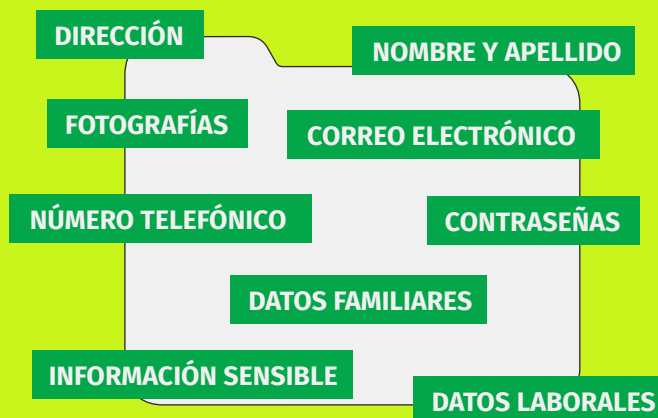 DIRECCIÓN
NOMBRE Y APELLIDO
FOTOGRAFÍAS
CORREO ELECTRÓNICO
NÚMERO TELEFÓNICO
CONTRASEÑAS
DATOS FAMILIARES
INFORMACIÓN SENSIBLE
DATOS LABORALES